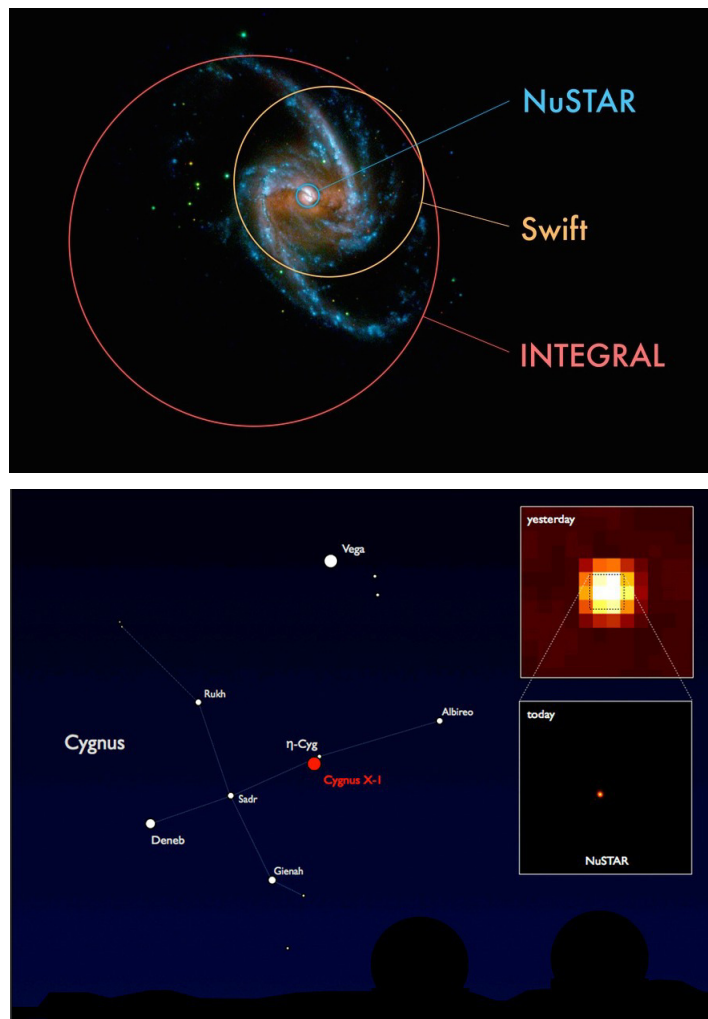 NuSTAR
Swift
INTEGRAL
yesterday
Vega
Rukh
Albireo
today
Cygnus
η-Cyg
Cygnus X-1
Sadr
Deneb
NuSTAR
Gienah